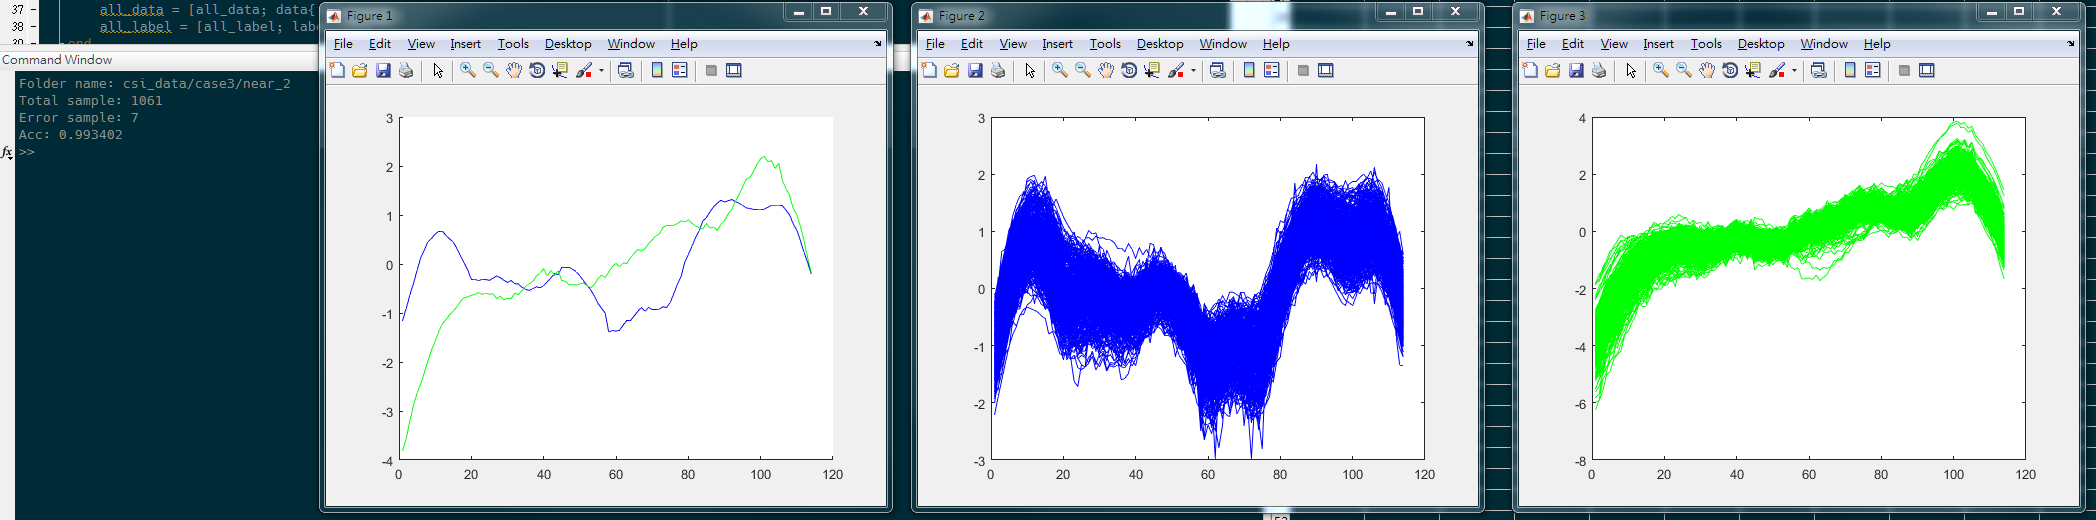 37 - all_data = [all_data; data{
38 - all_label = [all_label; labe
39 - end
Command Window
Folder name: csi_data/case3/near_2
Total sample: 1061
Error sample: 7
Acc: 0.993402
fx >>
Figure 1
File Edit View Insert Tools Desktop Window Help
3
2
1
0
-1
-2
-3
-4
0 20 40 60 80 100 120
Figure 2
File Edit View Insert Tools Desktop Window Help
3
2
1
0
-1
-2
-3
0 20 40 60 80 100 120
Figure 3
File Edit View Insert Tools Desktop Window Help
4
2
0
-2
-4
-6
-8
0 20 40 60 80 100 120